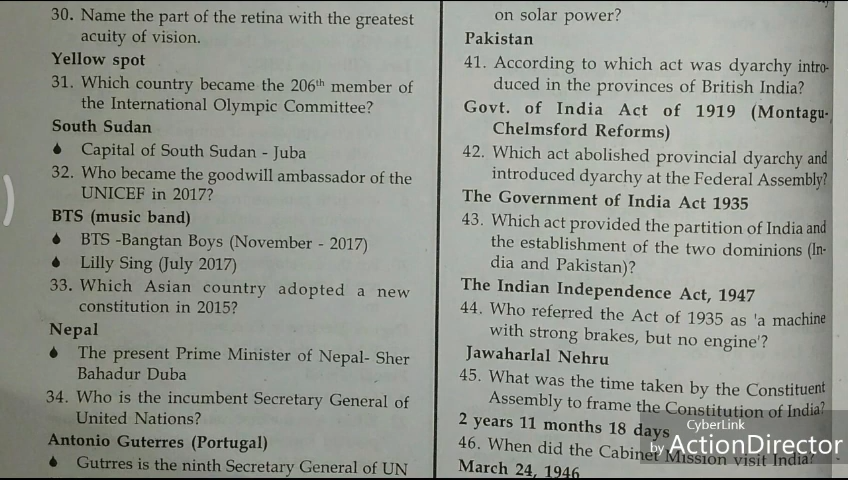 30. Name the part of the retina with the greatest
acuity of vision.
Yellow spot
31. Which country became the 206th member of
the International Olympic Committee?
South Sudan
Capital of South Sudan - Juba
32. Who became the goodwill ambassador of the
UNICEF in 2017?
BTS (music band)
BTS -Bangtan Boys (November - 2017)
Lilly Sing (July 2017)
33. Which Asian country adopted a new
constitution in 2015?
Nepal
The present Prime Minister of Nepal- Sher
Bahadur Duba
34. Who is the incumbent Secretary General of
United Nations?
Antonio Guterres (Portugal)
Gutrres is the ninth Secretary General of UN
on solar power?
Pakistan
41. According to which act was dyarchy intro-
duced in the provinces of British India?
Govt. of India Act of 1919 (Montagu-
Chelmsford Reforms)
42. Which act abolished provincial dyarchy and
introduced dyarchy at the Federal Assembly?
The Government of India Act 1935
43. Which act provided the partition of India and
the establishment of the two dominions (In-
dia and Pakistan)?
The Indian Independence Act, 1947
44. Who referred the Act of 1935 as 'a machine
with strong brakes, but no engine'?
Jawaharlal Nehru
45. What was the time taken by the Constituent
Assembly to frame the Constitution of India?
2 years 11 months 18 days
46. When did the Cabinet Mission visit India?
March 24, 1946
CyberLink
by ActionDirector